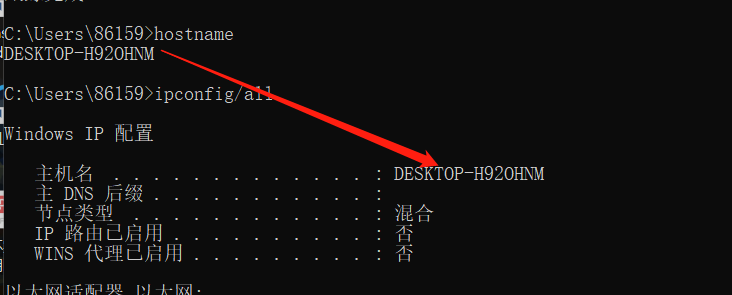 C:\Users\86159>hostname
DESKTOP-H92OHNM
C:\Users\86159>ipconfig/all
Windows IP 配置
主机名 . . . . . . . . . . . . . : DESKTOP-H92OHNM
主 DNS 后缀 . . . . . . . . . . . :
节点类型 . . . . . . . . . . . . : 混合
IP 路由已启用 . . . . . . . . . . : 否
WINS 代理已启用 . . . . . . . . . : 否
以太网适配器 以太网: